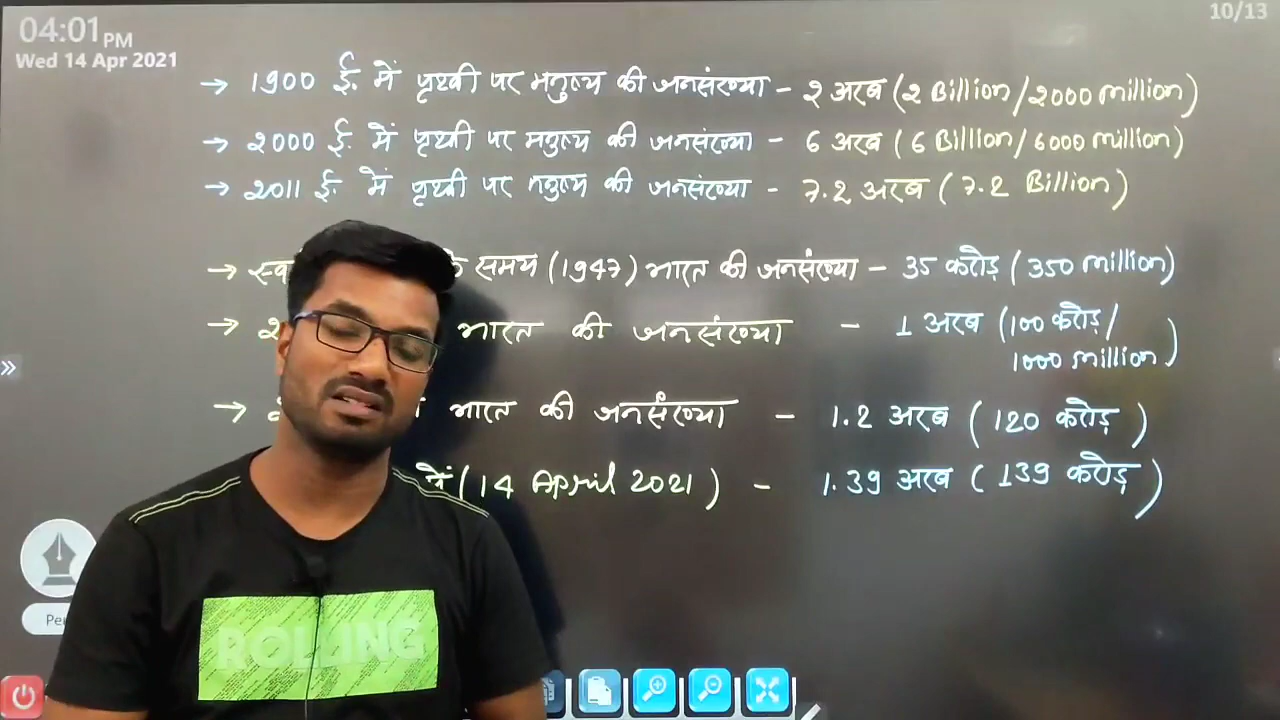 04:01 PM
Wed 14 Apr 2021
10/13
→ 1900 ई. में पृथ्वी पर मनुष्य की जनसंख्या - 2 अरब (2 Billion/2000 million)
→ 2000 ई. में पृथ्वी पर मनुष्य की जनसंख्या - 6 अरब (6 Billion/6000 million)
→ 2011 ई. में पृथ्वी पर मनुष्य की जनसंख्या - 7.2 अरब (7.2 Billion)
→ समय (1947) भारत की जनसंख्या - 35 करोड़ (350 million)
→ भारत की जनसंख्या - 1 अरब (100 करोड़/
1000 million)
→ भारत की जनसंख्या - 1.2 अरब (120 करोड़)
में (14 April 2021) - 1.39 अरब (139 करोड़)
»
Pe
ROLLING